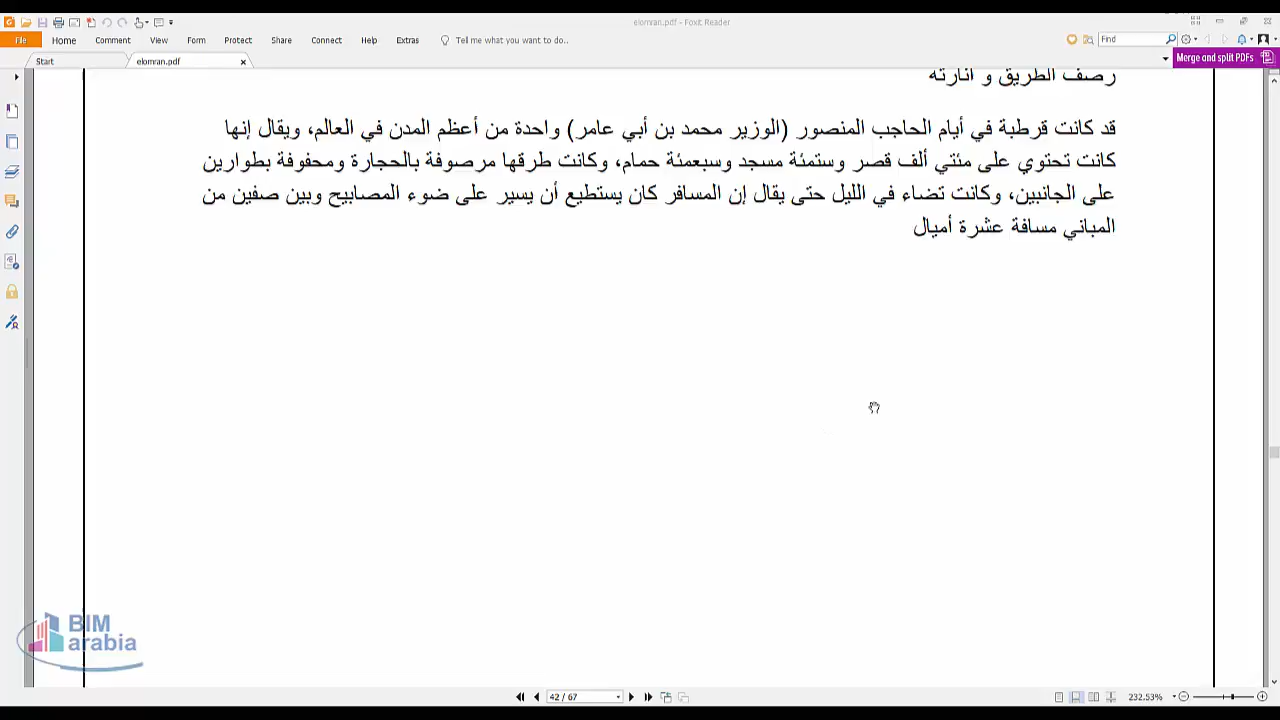 elomran.pdf - Foxit Reader
File Home Comment View Form Protect Share Connect Help Extras Tell me what you want to do.. Find
Start elomran.pdf Merge and split PDFs
رصف الطريق و انارته
قد كانت قرطبة في أيام الحاجب المنصور (الوزير محمد بن أبي عامر) واحدة من أعظم المدن في العالم، ويقال إنها
كانت تحتوي على مئتي ألف قصر وستمئة مسجد وسبعمئة حمام، وكانت طرقها مرصوفة بالحجارة ومحفوفة بطوارين
على الجانبين، وكانت تضاء في الليل حتى يقال إن المسافر كان يستطيع أن يسير على ضوء المصابيح وبين صفين من
المباني مسافة عشرة أميال
BIM
arabia
42 / 67 232.53%